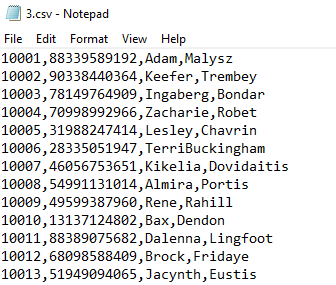 3.csv - Notepad
File Edit Format View Help
10001,88339589192,Adam,Malysz
10002,90338440364,Keefer,Trembey
10003,78149764909,Ingaberg,Bondar
10004,70998992966,Zacharie,Robet
10005,31988247414,Lesley,Chavrin
10006,28335051947,TerriBuckingham
10007,46056753651,Kikelia,Dovidaitis
10008,54991131014,Almira,Portis
10009,49599387960,Rene,Rahill
10010,13137124802,Bax,Dendon
10011,88389075682,Dalenna,Lingfoot
10012,68098588409,Brock,Fridaye
10013,51949094065,Jacynth,Eustis